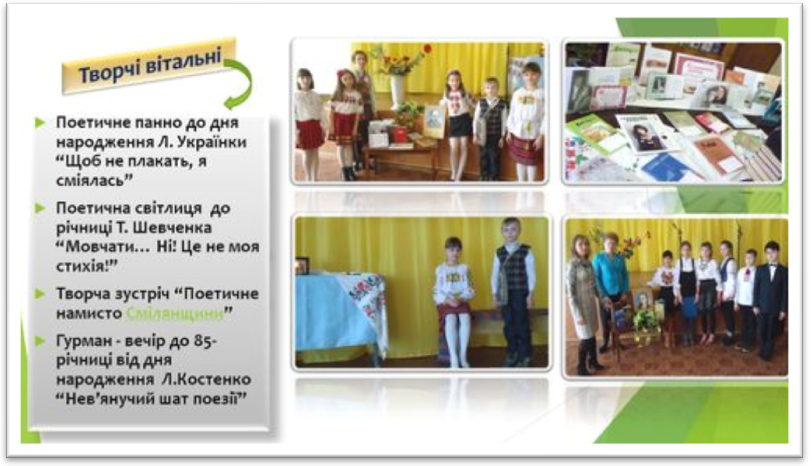 Творчі вітальні
Поетичне панно до дня
народження Л. Українки
“Щоб не плакать, я
сміялась”
Поетична світлиця до
річниці Т. Шевченка
“Мовчати... Ні! Це не моя
стихія!”
Творча зустріч “Поетичне
намисто Смілянщини”
Гурман - вечір до 85-
річниці від дня
народження Л.Костенко
“Нев’янучий шат поезії”